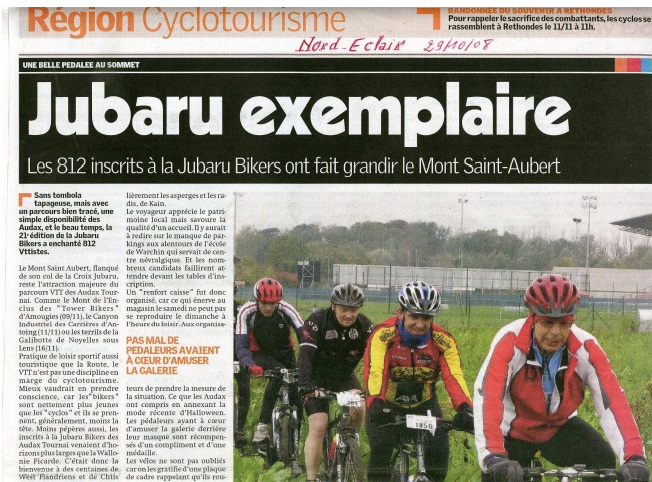 Région Cyclotourisme
RANDONNÉE DU SOUVENIR A RETHONDES
Pour rappeler le sacrifice des combattants, les cyclos se
rassemblent à Rethondes le 11/11 à 11h.
Nord-Eclair 29/10/08
UNE BELLE PEDALEE AU SOMMET
Jubaru exemplaire
Les 812 inscrits à la Jubaru Bikers ont fait grandir le Mont Saint-Aubert
Sans tombola
tapageuse, mais avec
un parcours bien tracé, une
simple disponibilité des
Audax, et le beau temps, la
21e édition de la Jubaru
Bikers a enchanté 812
Vttistes.
Le Mont Saint Aubert, flanqué
de son col de la Croix Jubaru,
reste l'attraction majeure du
parcours VTT des Audax Tour-
nai. Comme le Mont de l'En-
clus des "Tower Bikers"
d'Amougies (09/11), le Canyon
Industriel des Carrières d'An-
toing (11/11) ou les terrils de la
Galibotte de Noyelles sous
Lens (16/11).
Pratique de loisir sportif aussi
touristique que la Route, le
VTT n'est pas une discipline en
marge du cyclotourisme.
Mieux vaudrait en prendre
conscience, car les"bikers"
sont nettement plus jeunes
que les "cyclos" et ils se pren-
nent, généralement, moins la
tête. Moins pépères aussi, les
inscrits à la Jubaru Bikers des
Audax Tournai venaient d'ho-
rizons plus larges que la Wallo-
nie Picarde. C'était donc la
bienvenue à des centaines de
West Flandriens et de Chtis
lièrement les asperges et les ra-
dis, de Kain.
Le voyageur apprécie le patri-
moine local mais savoure la
qualité d'un accueil. Il y aurait
à redire sur le manque de par-
kings aux alentours de l'école
de Warchin qui servait de cen-
tre névralgique. Et les nom-
breux candidats faillirent at-
tendre devant les tables d'ins-
cription.
Un "renfort caisse" fut donc
organisé, car ce qui énerve au
magasin le samedi ne peut pas
se reproduire le dimanche à
l'heure du loisir. Aux organisa-
PAS MAL DE
PEDALEURS AVAIENT
À CŒUR D'AMUSER
LA GALERIE
teurs de prendre la mesure de
la situation. Ce que les Audax
ont compris en annexant la
mode récente d'Halloween.
Les pédaleurs ayant à coeur
d'amuser la galerie derrière
leur masque sont récompen-
sés d'un compliment et d'une
médaille.
Les vélos ne sont pas oubliés
car on les gratifie d'une plaque
de cadre rappelant qu'ils rou-
1850